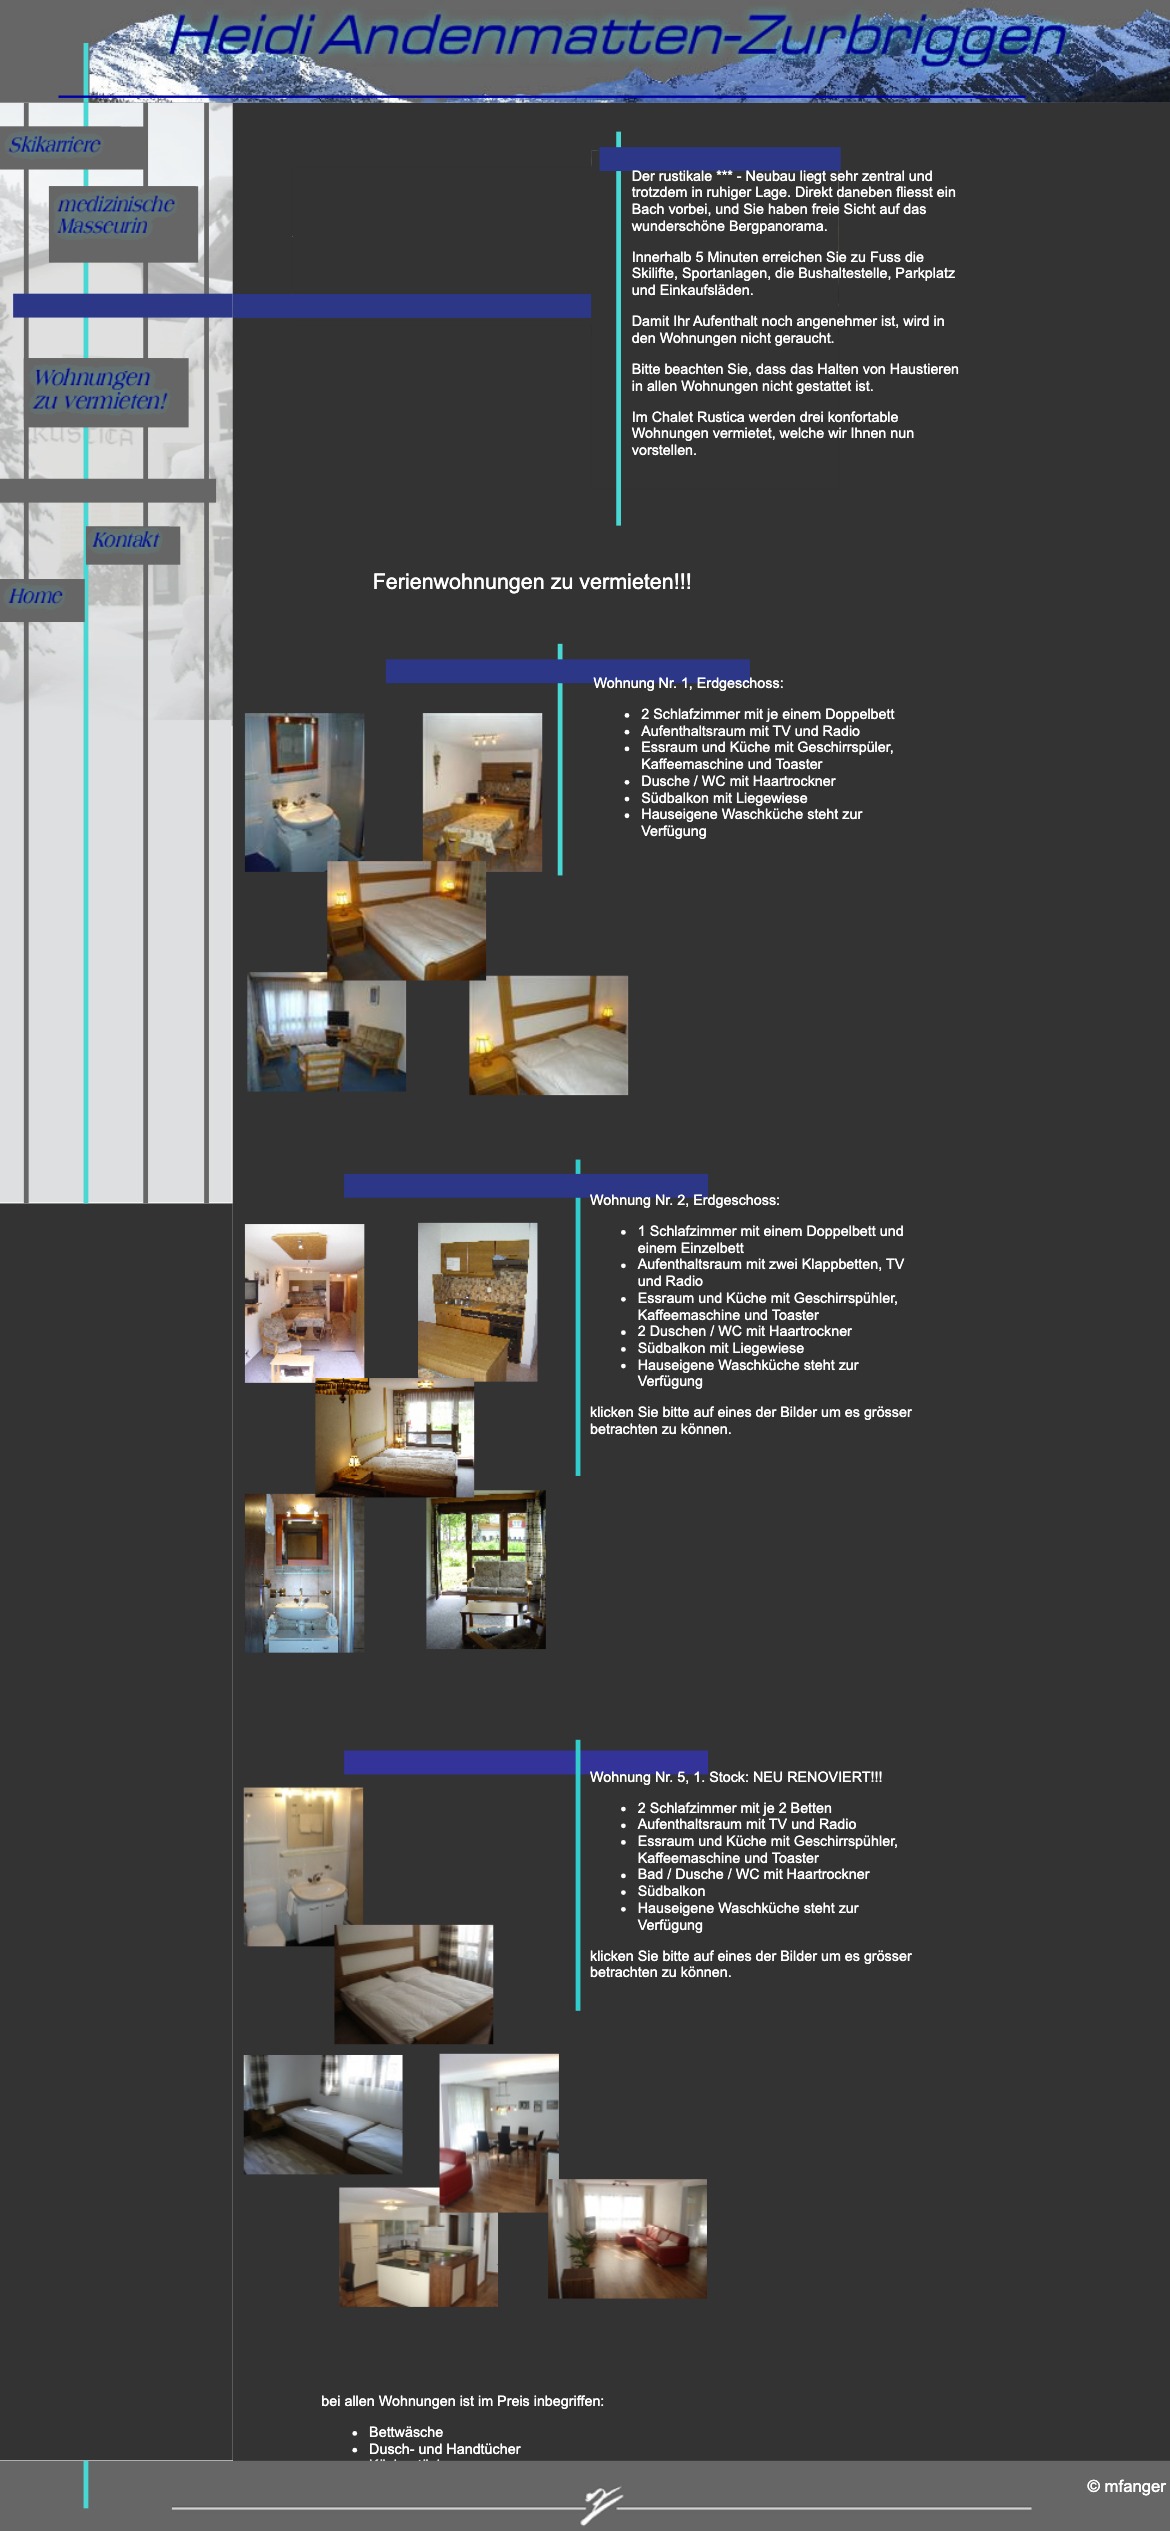 Heidi Andenmatten-Zurbriggen
Skikarriere
medizinische
Masseurin
Wohnungen
zu vermieten!
RUSTICA
Kontakt
Home
Der rustikale *** - Neubau liegt sehr zentral und
trotzdem in ruhiger Lage. Direkt daneben fliesst ein
Bach vorbei, und Sie haben freie Sicht auf das
wunderschöne Bergpanorama.
Innerhalb 5 Minuten erreichen Sie zu Fuss die
Skilifte, Sportanlagen, die Bushaltestelle, Parkplatz
und Einkaufsläden.
Damit Ihr Aufenthalt noch angenehmer ist, wird in
den Wohnungen nicht geraucht.
Bitte beachten Sie, dass das Halten von Haustieren
in allen Wohnungen nicht gestattet ist.
Im Chalet Rustica werden drei konfortable
Wohnungen vermietet, welche wir Ihnen nun
vorstellen.
Ferienwohnungen zu vermieten!!!
Wohnung Nr. 1, Erdgeschoss:
• 2 Schlafzimmer mit je einem Doppelbett
• Aufenthaltsraum mit TV und Radio
• Essraum und Küche mit Geschirrspüler,
Kaffeemaschine und Toaster
• Dusche / WC mit Haartrockner
• Südbalkon mit Liegewiese
• Hauseigene Waschküche steht zur
Verfügung
Wohnung Nr. 2, Erdgeschoss:
• 1 Schlafzimmer mit einem Doppelbett und
einem Einzelbett
• Aufenthaltsraum mit zwei Klappbetten, TV
und Radio
• Essraum und Küche mit Geschirrspühler,
Kaffeemaschine und Toaster
• 2 Duschen / WC mit Haartrockner
• Südbalkon mit Liegewiese
• Hauseigene Waschküche steht zur
Verfügung
klicken Sie bitte auf eines der Bilder um es grösser
betrachten zu können.
Wohnung Nr. 5, 1. Stock: NEU RENOVIERT!!!
• 2 Schlafzimmer mit je 2 Betten
• Aufenthaltsraum mit TV und Radio
• Essraum und Küche mit Geschirrspühler,
Kaffeemaschine und Toaster
• Bad / Dusche / WC mit Haartrockner
• Südbalkon
• Hauseigene Waschküche steht zur
Verfügung
klicken Sie bitte auf eines der Bilder um es grösser
betrachten zu können.
bei allen Wohnungen ist im Preis inbegriffen:
• Bettwäsche
• Dusch- und Handtücher
© mfanger